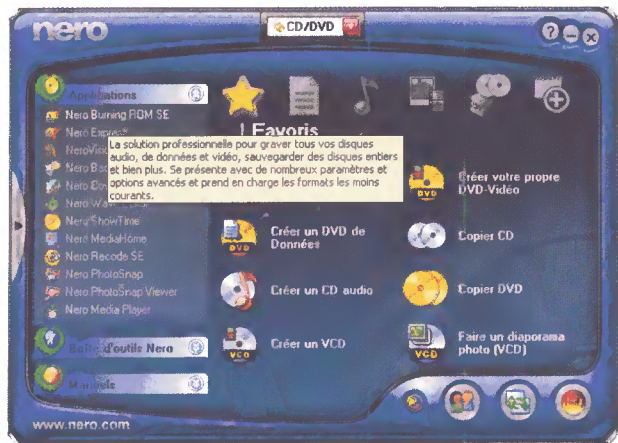 nero
CD/DVD
Applications
Nero Burning ROM SE
Nero Express
La solution professionnelle pour graver tous vos disques
audio, de données et vidéo, sauvegarder des disques entiers
et bien plus. Se présente avec de nombreux paramètres et
options avancés et prend en charge les formats les moins
courants.
Nero ShowTime
Nero MediaHome
Nero Recode SE
Nero PhotoSnap
Nero PhotoSnap Viewer
Nero Media Player
Boîte d'outils Nero
Manuels
www.nero.com
Favoris
Créer votre propre
DVD-Vidéo
Créer un DVD de
Données
Copier CD
Créer un CD audio
Copier DVD
Créer un VCD
Faire un diaporama
photo (VCD)
DVD
DVD
VCD
VCD